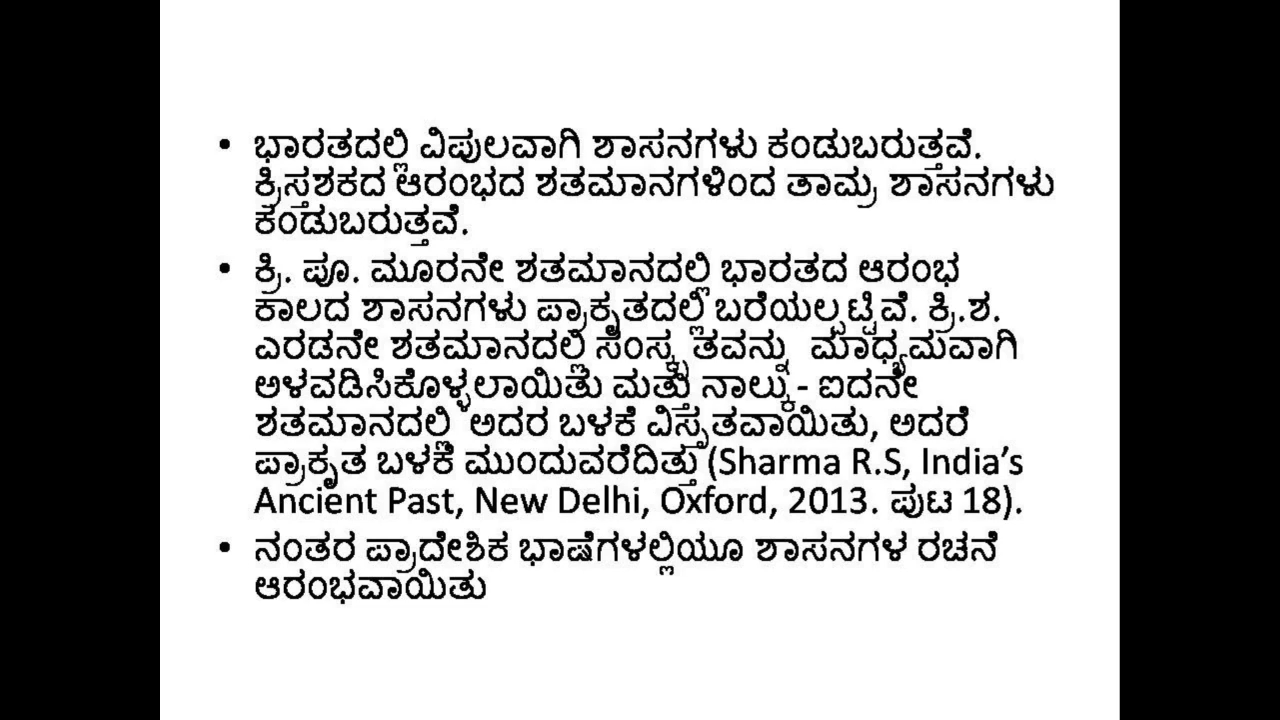 • ಭಾರತದಲ್ಲಿ ವಿಪುಲವಾಗಿ ಶಾಸನಗಳು ಕಂಡುಬರುತ್ತವೆ.
ಕ್ರಿಸ್ತಶಕದ ಆರಂಭದ ಶತಮಾನಗಳಿಂದ ತಾಮ್ರ ಶಾಸನಗಳು
ಕಂಡುಬರುತ್ತವೆ.
• ಕ್ರಿ. ಪೂ. ಮೂರನೇ ಶತಮಾನದಲ್ಲಿ ಭಾರತದ ಆರಂಭ
ಕಾಲದ ಶಾಸನಗಳು ಪ್ರಾಕೃತದಲ್ಲಿ ಬರೆಯಲ್ಪಟ್ಟಿವೆ. ಕ್ರಿ.ಶ.
ಎರಡನೇ ಶತಮಾನದಲ್ಲಿ ಸಂಸ್ಕೃತವನ್ನು ಮಾಧ್ಯಮವಾಗಿ
ಅಳವಡಿಸಿಕೊಳ್ಳಲಾಯಿತು ಮತ್ತು ನಾಲ್ಕು- ಐದನೇ
ಶತಮಾನದಲ್ಲಿ ಅದರ ಬಳಕೆ ವಿಸ್ತೃತವಾಯಿತು, ಅದರೆ
ಪ್ರಾಕೃತ ಬಳಕೆ ಮುಂದುವರೆದಿತ್ತು (Sharma R.S, India’s
Ancient Past, New Delhi, Oxford, 2013. ಪುಟ 18).
• ನಂತರ ಪ್ರಾದೇಶಿಕ ಭಾಷೆಗಳಲ್ಲಿಯೂ ಶಾಸನಗಳ ರಚನೆ
ಆರಂಭವಾಯಿತು